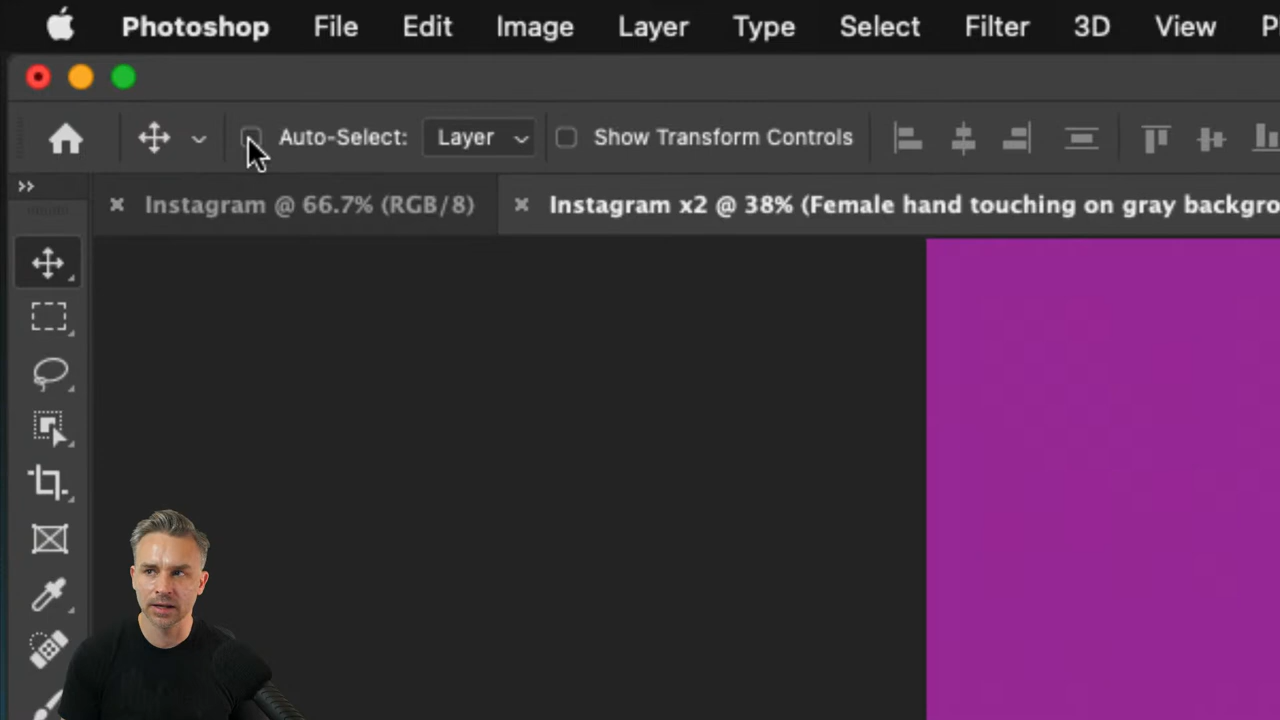 Photoshop File Edit Image Layer Type Select Filter 3D View
Auto-Select: Layer Show Transform Controls
Instagram @ 66.7% (RGB/8) Instagram x2 @ 38% (Female hand touching on gray backgro